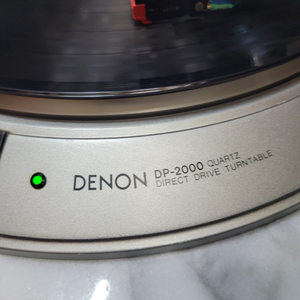 DENON DP-2000 QUARTZ
DIRECT DRIVE TURNTABLE